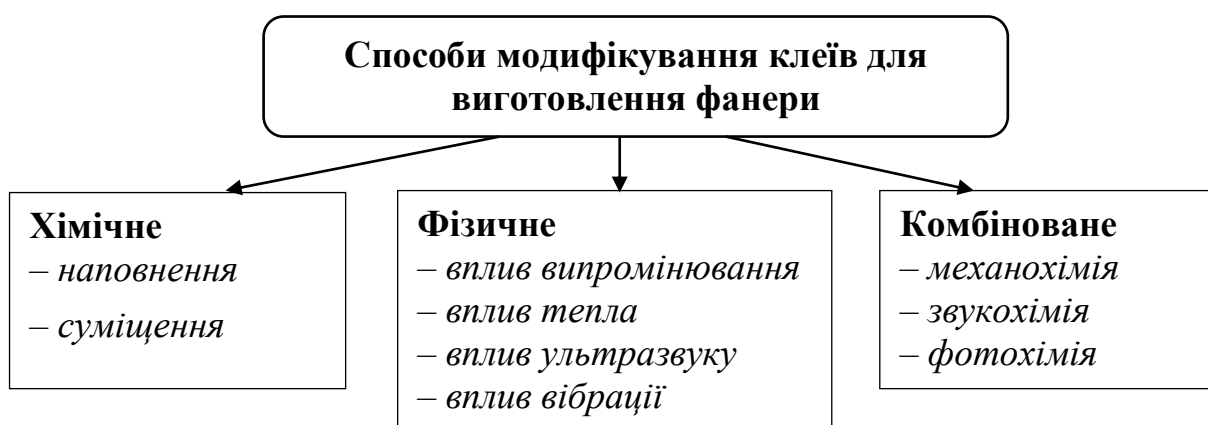 Способи модифікування клеїв для
виготовлення фанери
Хімічне
– наповнення
– суміщення
Фізичне
– вплив випромінювання
– вплив тепла
– вплив ультразвуку
– вплив вібрації
Комбіноване
– механохімія
– звукохімія
– фотохімія